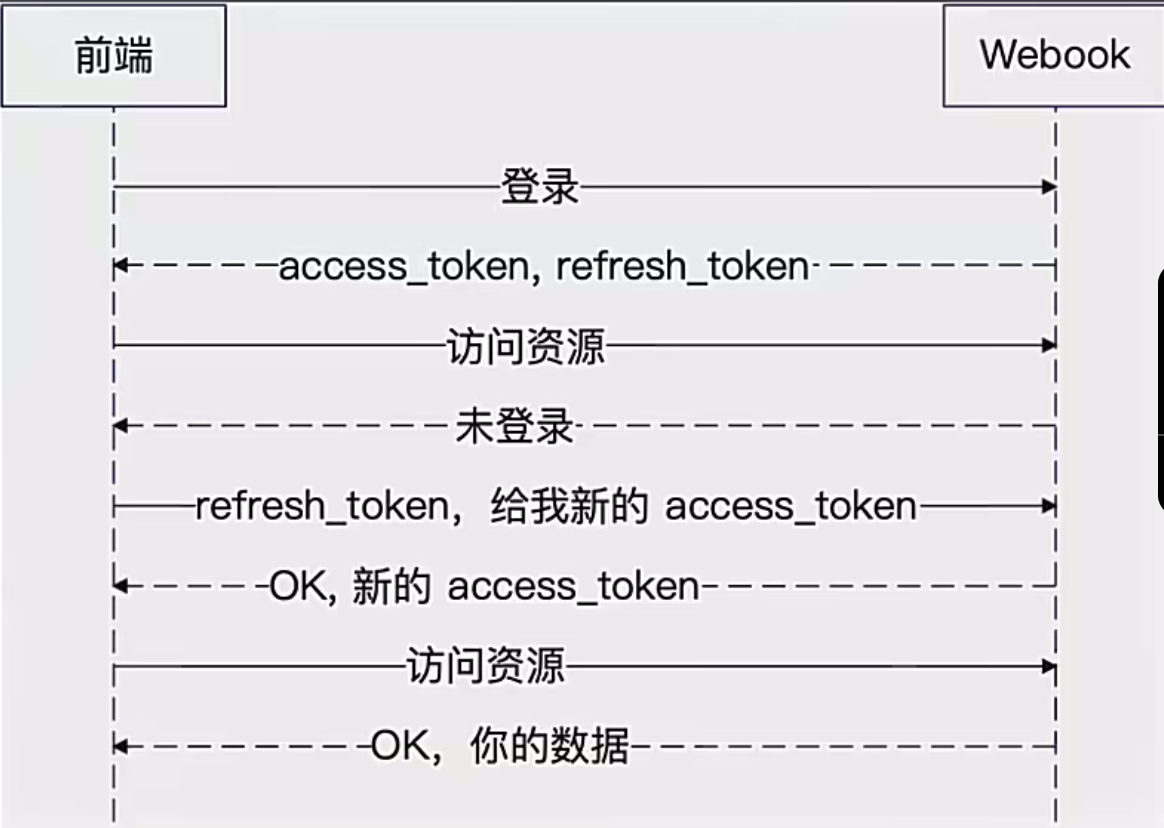 前端
Webook
登录
access_token, refresh_token
访问资源
未登录
refresh_token，给我新的 access_token
OK, 新的 access_token
访问资源
OK，你的数据